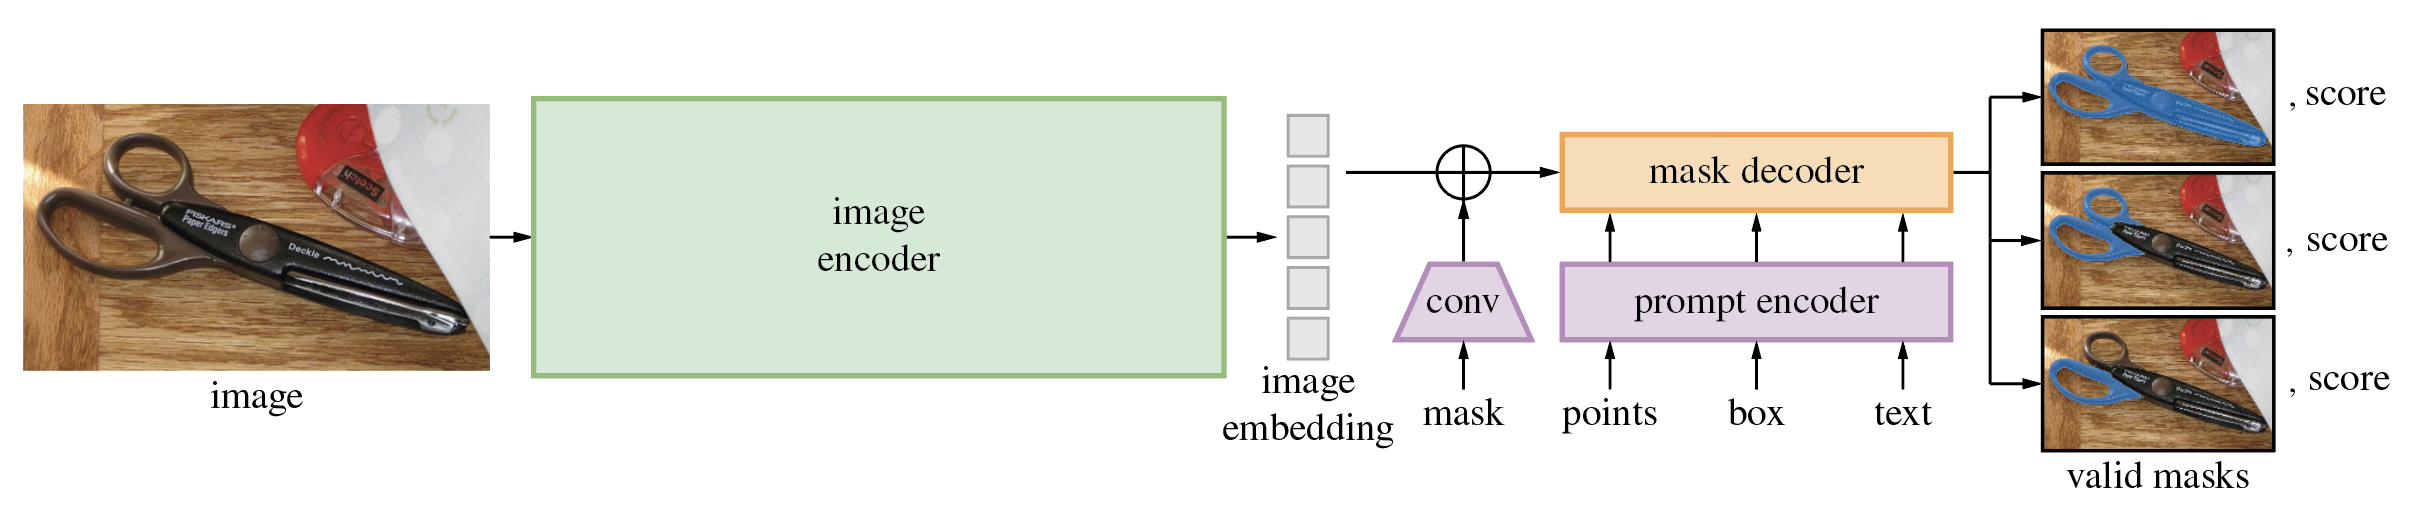 FISKARS®
Paper Edgers
Deckle
Scotch
image
image
encoder
image
embedding
conv
mask
mask decoder
prompt encoder
points
box
text
, score
, score
, score
valid masks